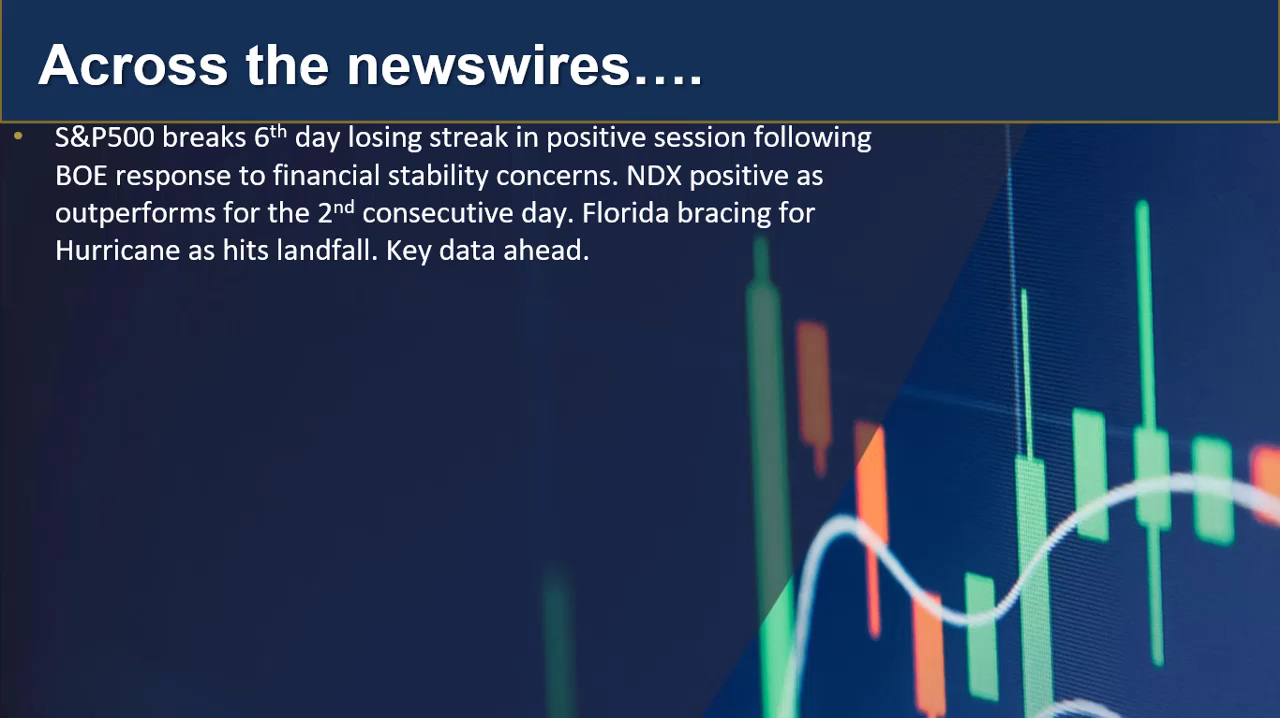 Across the newswires….
• S&P500 breaks 6th day losing streak in positive session following
BOE response to financial stability concerns. NDX positive as
outperforms for the 2nd consecutive day. Florida bracing for
Hurricane as hits landfall. Key data ahead.